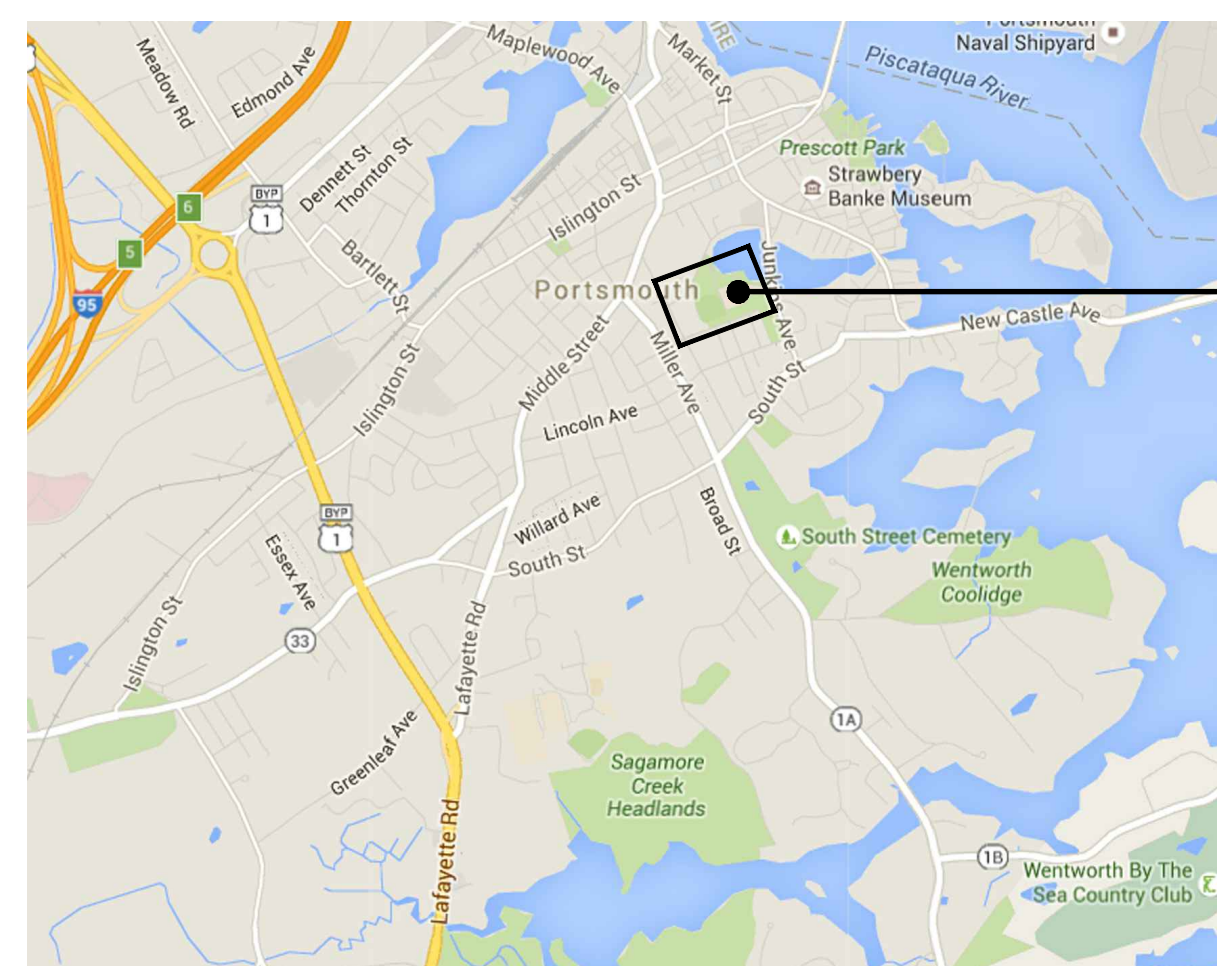 Portsmouth
Naval Shipyard
Maplewood Ave
Market St
Meadow Rd
Edmond Ave
Piscataqua River
Prescott Park
Strawbery
Banke Museum
Dennett St
Thornton St
BYP
1
6
5
95
Islington St
Bartlett St
Junkins Ave
Portsmouth
New Castle Ave
Middle Street
Miller Ave
Islington St
South St
Lincoln Ave
BYP
1
Willard Ave
Broad St
South Street Cemetery
Essex Ave
South St
Wentworth
Coolidge
Islington St
33
Lafayette Rd
1A
Greenleaf Ave
Sagamore
Creek
Headlands
Lafayette Rd
1B
Wentworth By The
Sea Country Club